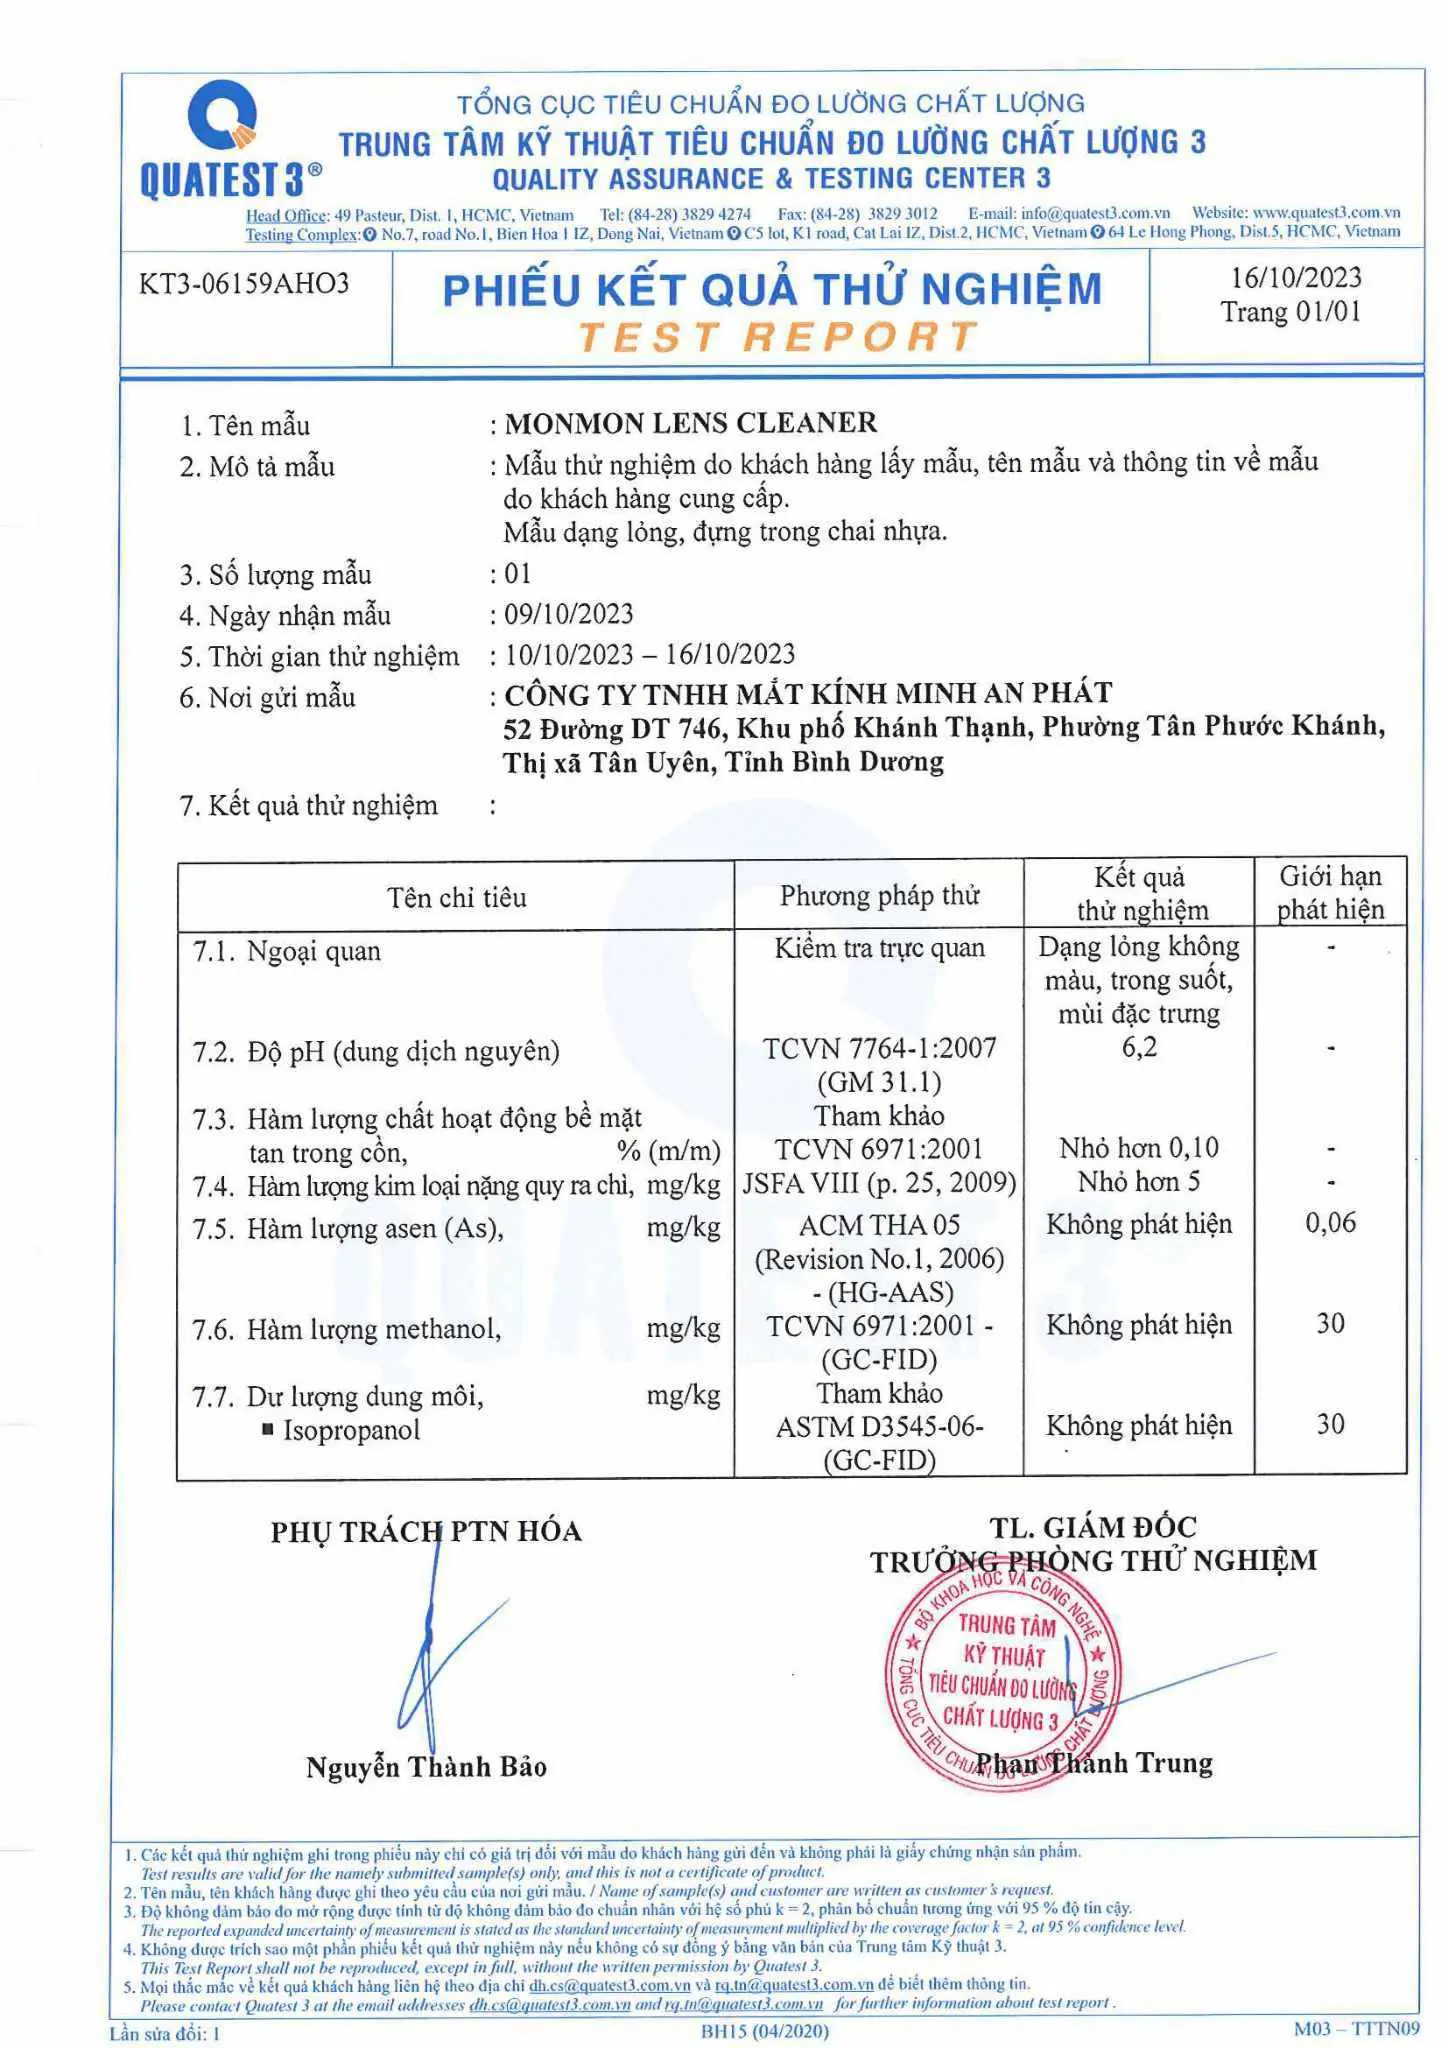 TỔNG CỤC TIÊU CHUẨN ĐO LƯỜNG CHẤT LƯỢNG
TRUNG TÂM KỸ THUẬT TIÊU CHUẨN ĐO LƯỜNG CHẤT LƯỢNG 3
QUATEST 3®
QUALITY ASSURANCE & TESTING CENTER 3
Head Office: 49 Pasteur, Dist. 1, HCMC, Vietnam Tel: (84-28) 3829 4274 Fax: (84-28) 3829 3012 E-mail: info@quatest3.com.vn Website: www.quatest3.com.vn
Testing Complex: No.7, road No.1, Bien Hoa 1 IZ, Dong Nai, Vietnam C5 lot, K1 road, Cat Lai IZ, Dist.2, HCMC, Vietnam 64 Le Hong Phong, Dist.5, HCMC, Vietnam
KT3-06159AHO3
PHIẾU KẾT QUẢ THỬ NGHIỆM
TEST REPORT
16/10/2023
Trang 01/01
1. Tên mẫu : MONMON LENS CLEANER
2. Mô tả mẫu : Mẫu thử nghiệm do khách hàng lấy mẫu, tên mẫu và thông tin về mẫu
do khách hàng cung cấp.
Mẫu dạng lỏng, đựng trong chai nhựa.
3. Số lượng mẫu : 01
4. Ngày nhận mẫu : 09/10/2023
5. Thời gian thử nghiệm : 10/10/2023 – 16/10/2023
6. Nơi gửi mẫu : CÔNG TY TNHH MẮT KÍNH MINH AN PHÁT
52 Đường DT 746, Khu phố Khánh Thạnh, Phường Tân Phước Khánh,
Thị xã Tân Uyên, Tỉnh Bình Dương
7. Kết quả thử nghiệm :
Tên chỉ tiêu Phương pháp thử Kết quả Giới hạn
thử nghiệm phát hiện
7.1. Ngoại quan Kiểm tra trực quan Dạng lỏng không -
màu, trong suốt,
mùi đặc trưng
7.2. Độ pH (dung dịch nguyên) TCVN 7764-1:2007 6,2 -
(GM 31.1)
7.3. Hàm lượng chất hoạt động bề mặt Tham khảo
tan trong cồn, % (m/m) TCVN 6971:2001 Nhỏ hơn 0,10 -
7.4. Hàm lượng kim loại nặng quy ra chì, mg/kg JSFA VIII (p. 25, 2009) Nhỏ hơn 5 -
7.5. Hàm lượng asen (As), mg/kg ACM THA 05 Không phát hiện 0,06
(Revision No.1, 2006)
- (HG-AAS)
7.6. Hàm lượng methanol, mg/kg TCVN 6971:2001 - Không phát hiện 30
(GC-FID)
7.7. Dư lượng dung môi, mg/kg Tham khảo
▪ Isopropanol ASTM D3545-06- Không phát hiện 30
(GC-FID)
PHỤ TRÁCH PTN HÓA
TL. GIÁM ĐỐC
TRƯỞNG PHÒNG THỬ NGHIỆM
BỘ KHOA HỌC VÀ CÔNG NGHỆ
TRUNG TÂM
KỸ THUẬT
TIÊU CHUẨN ĐO LƯỜNG
CHẤT LƯỢNG 3
TỔNG CỤC TIÊU CHUẨN ĐO LƯỜNG CHẤT LƯỢNG
Nguyễn Thành Bảo
Phan Thành Trung
1. Các kết quả thử nghiệm ghi trong phiếu này chỉ có giá trị đối với mẫu do khách hàng gửi đến và không phải là giấy chứng nhận sản phẩm.
Test results are valid for the namely submitted sample(s) only, and this is not a certificate of product.
2. Tên mẫu, tên khách hàng được ghi theo yêu cầu của nơi gửi mẫu. / Name of sample(s) and customer are written as customer's request.
3. Độ không đảm bảo đo mở rộng được tính từ độ không đảm bảo đo chuẩn nhân với hệ số phủ k = 2, phân bố chuẩn tương ứng với 95 % độ tin cậy.
The reported expanded uncertainty of measurement is stated as the standard uncertainty of measurement multiplied by the coverage factor k = 2, at 95 % confidence level.
4. Không được trích sao một phần phiếu kết quả thử nghiệm này nếu không có sự đồng ý bằng văn bản của Trung tâm Kỹ thuật 3.
This Test Report shall not be reproduced, except in full, without the written permission by Quatest 3.
5. Mọi thắc mắc về kết quả khách hàng liên hệ theo địa chỉ dh.cs@quatest3.com.vn và rq.tn@quatest3.com.vn để biết thêm thông tin.
Please contact Quatest 3 at the email addresses dh.cs@quatest3.com.vn and rq.tn@quatest3.com.vn for further information about test report .
Lần sửa đổi: 1 BH15 (04/2020) M03 – TTTN09